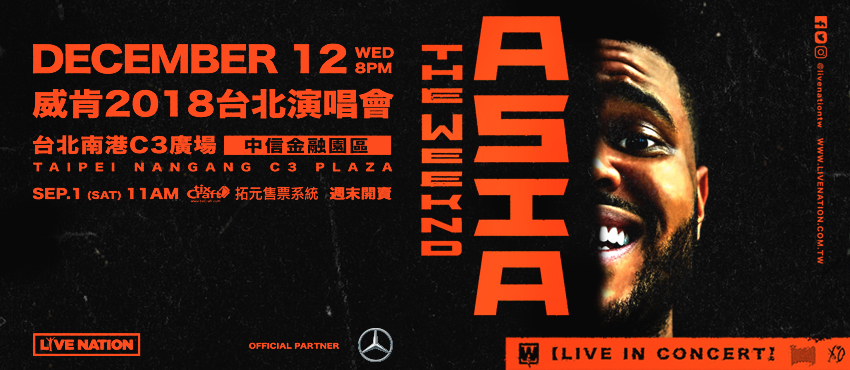 DECEMBER 12 WED 8PM
威肯2018台北演唱會
台北南港C3廣場 中信金融園區
TAIPEI NANGANG C3 PLAZA
SEP.1 (SAT) 11AM tixCraft 拓元售票系統 週末開賣
LIVE NATION
OFFICIAL PARTNER
THE WEEKND
ASIA
@livenationtw WWW.LIVENATION.COM.TW
[LIVE IN CONCERT]
XO